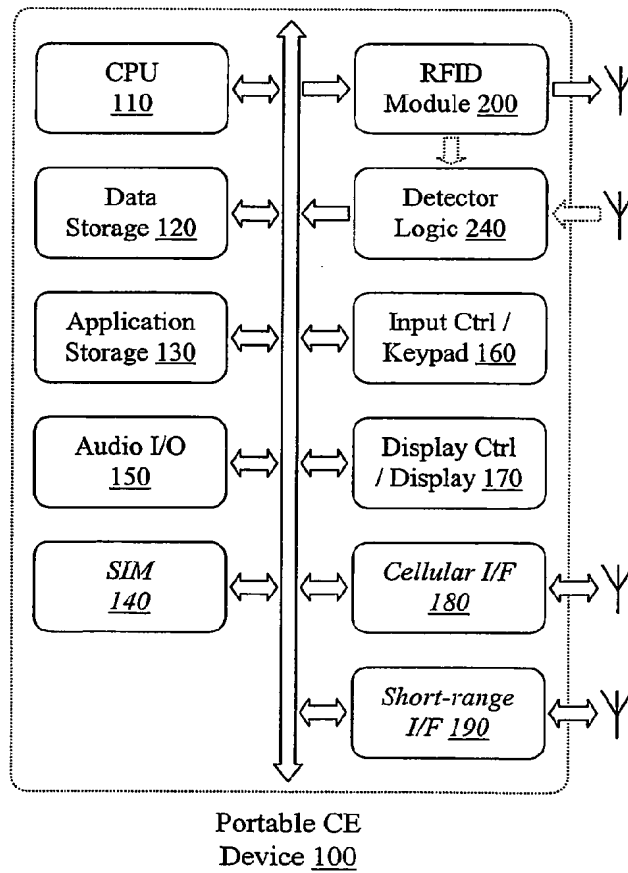 CPU
110
RFID
Module 200
Data
Storage 120
Detector
Logic 240
Application
Storage 130
Input Ctrl /
Keypad 160
Audio I/O
150
Display Ctrl
/ Display 170
SIM
140
Cellular I/F
180
Short-range
I/F 190
Portable CE
Device 100